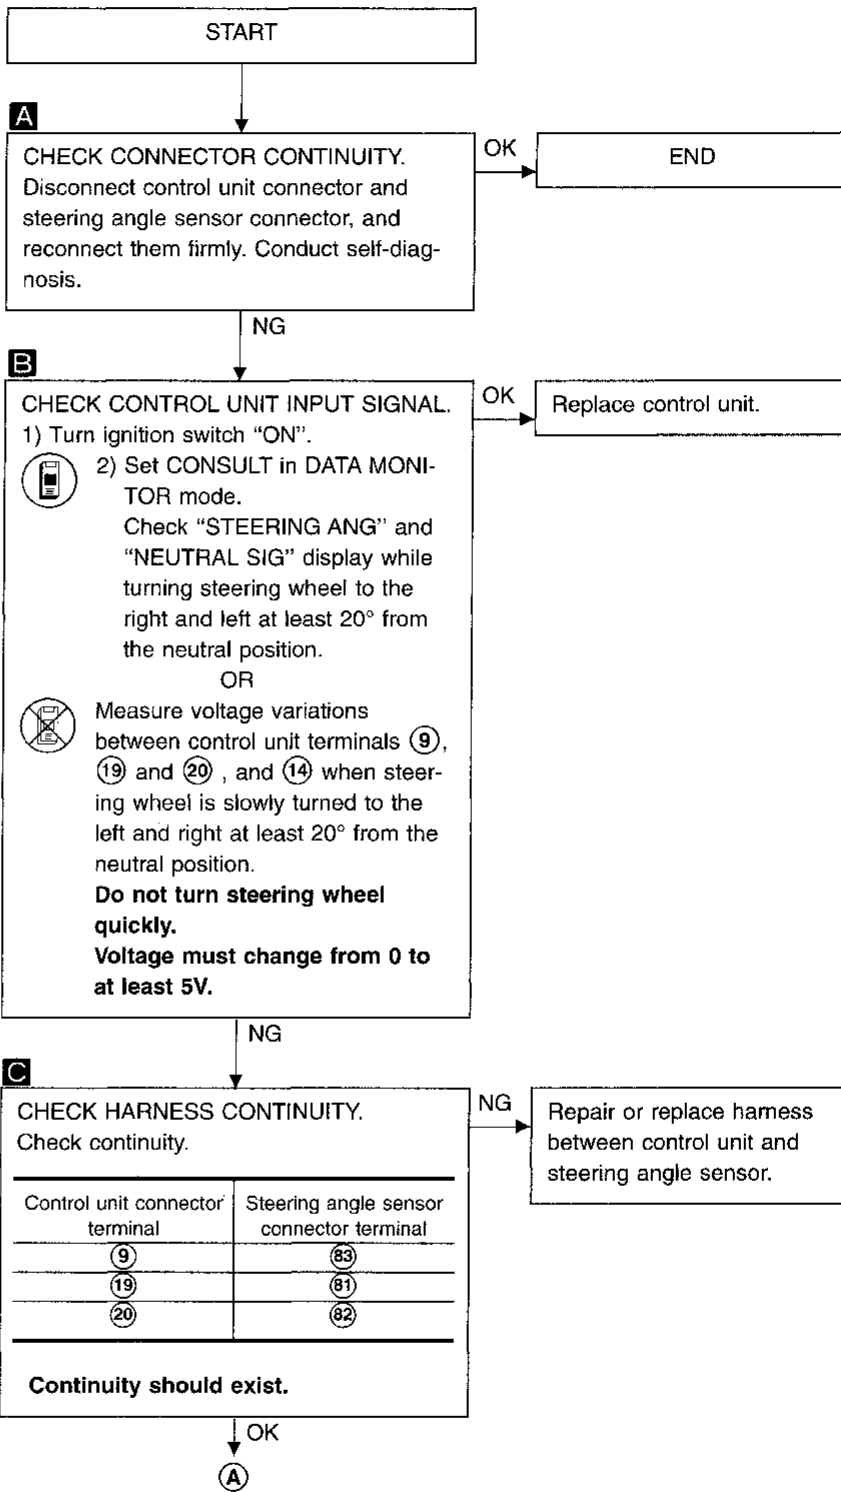 START
A
CHECK CONNECTOR CONTINUITY.
Disconnect control unit connector and
steering angle sensor connector, and
reconnect them firmly. Conduct self-diag-
nosis.
OK
END
NG
B
CHECK CONTROL UNIT INPUT SIGNAL.
1) Turn ignition switch “ON”.
2) Set CONSULT in DATA MONI-
TOR mode.
Check “STEERING ANG” and
“NEUTRAL SIG” display while
turning steering wheel to the
right and left at least 20° from
the neutral position.
OR
Measure voltage variations
between control unit terminals ⑨,
⑲ and ⑳ , and ⑭ when steer-
ing wheel is slowly turned to the
left and right at least 20° from the
neutral position.
Do not turn steering wheel
quickly.
Voltage must change from 0 to
at least 5V.
OK
Replace control unit.
NG
C
CHECK HARNESS CONTINUITY.
Check continuity.
Control unit connector Steering angle sensor
terminal connector terminal
9 83
19 81
20 82
Continuity should exist.
NG
Repair or replace harness
between control unit and
steering angle sensor.
OK
A